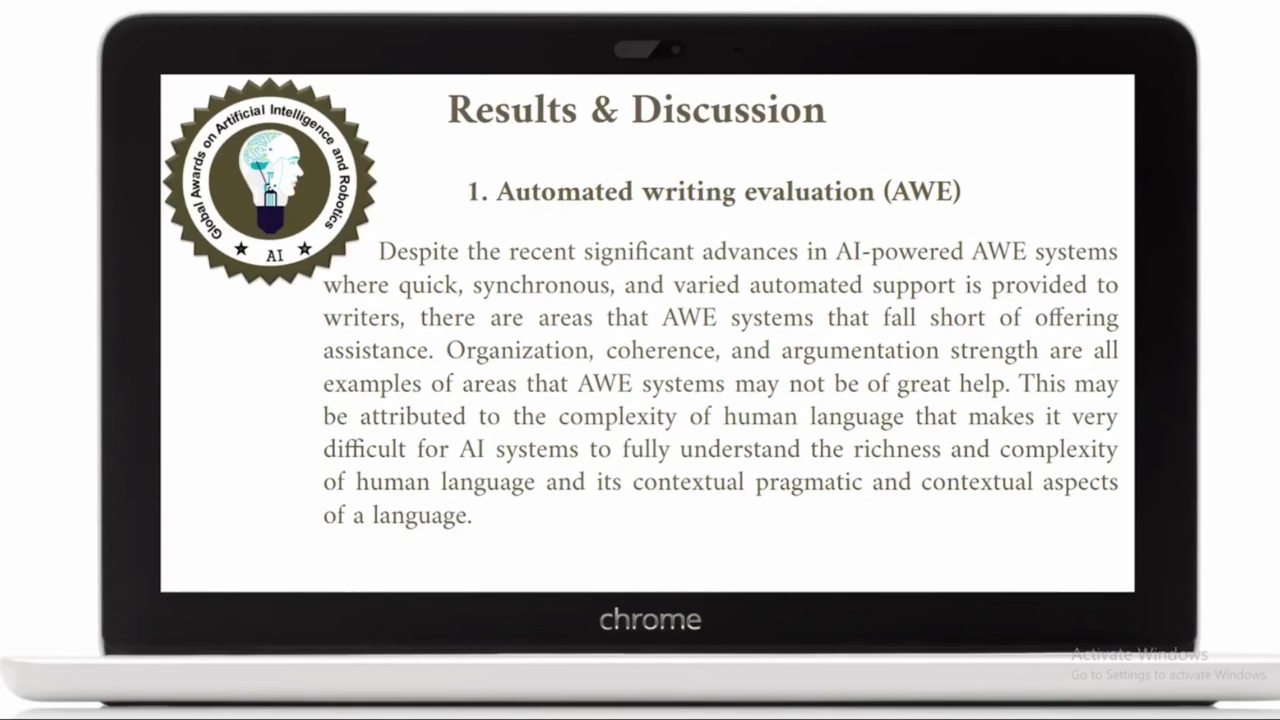 Global Awards on Artificial Intelligence and Robotics
AI
Results & Discussion
1. Automated writing evaluation (AWE)
Despite the recent significant advances in AI-powered AWE systems
where quick, synchronous, and varied automated support is provided to
writers, there are areas that AWE systems that fall short of offering
assistance. Organization, coherence, and argumentation strength are all
examples of areas that AWE systems may not be of great help. This may
be attributed to the complexity of human language that makes it very
difficult for AI systems to fully understand the richness and complexity
of human language and its contextual pragmatic and contextual aspects
of a language.
chrome
Activate Windows
Go to Settings to activate Windows.